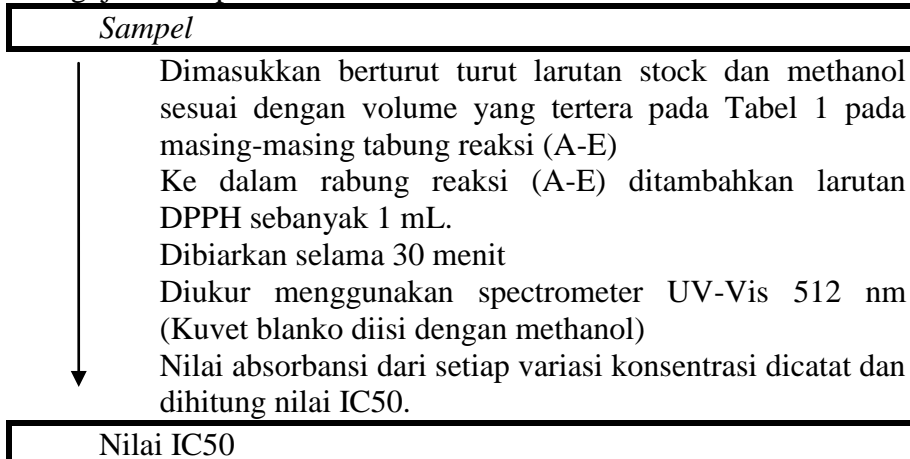 Sampel
Dimasukkan berturut turut larutan stock dan methanol
sesuai dengan volume yang tertera pada Tabel 1 pada
masing-masing tabung reaksi (A-E)
Ke dalam rabung reaksi (A-E) ditambahkan larutan
DPPH sebanyak 1 mL.
Dibiarkan selama 30 menit
Diukur menggunakan spectrometer UV-Vis 512 nm
(Kuvet blanko diisi dengan methanol)
Nilai absorbansi dari setiap variasi konsentrasi dicatat dan
dihitung nilai IC50.
Nilai IC50